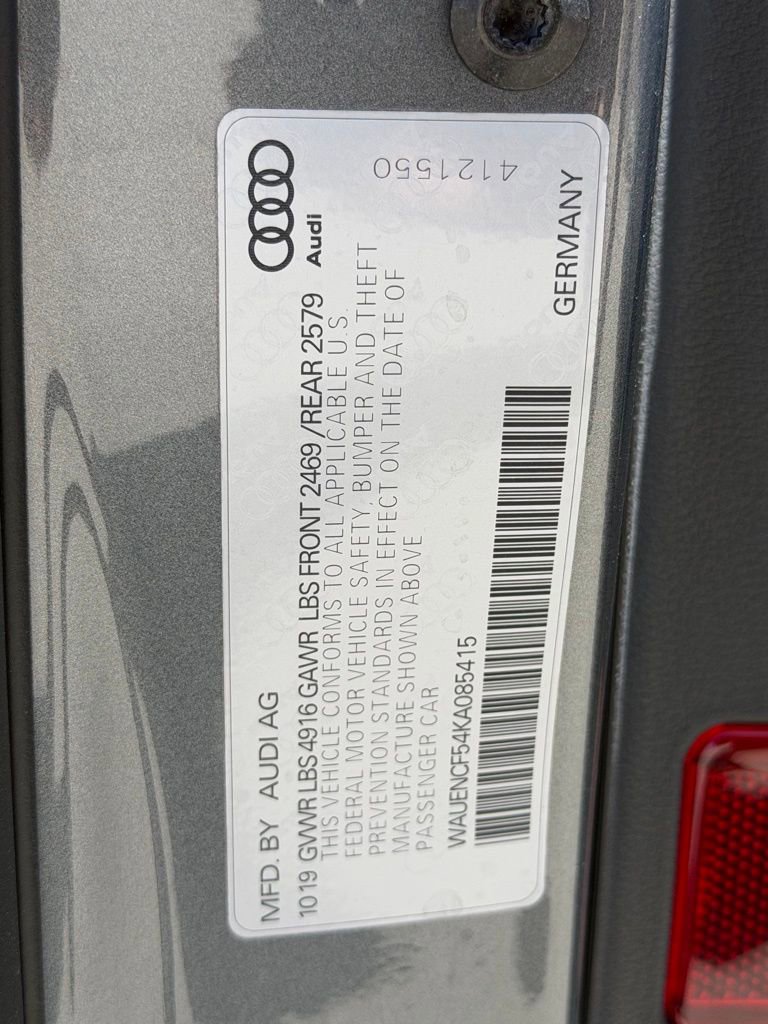 MFD. BY AUDI AG
1019 GVWR LBS 4916 GAWR LBS FRONT 2469 /REAR 2579
THIS VEHICLE CONFORMS TO ALL APPLICABLE U.S.
FEDERAL MOTOR VEHICLE SAFETY, BUMPER AND THEFT
PREVENTION STANDARDS IN EFFECT ON THE DATE OF
MANUFACTURE SHOWN ABOVE
PASSENGER CAR
WAUENCF54KA085415
Audi
GERMANY
4121550